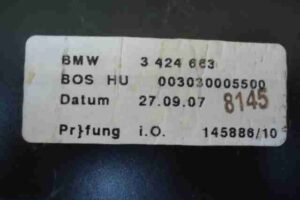 BMW 3 424 663
BOS HU 003030005500
Datum 27.09.07 8145
Pr}fung i.O. 145886/10